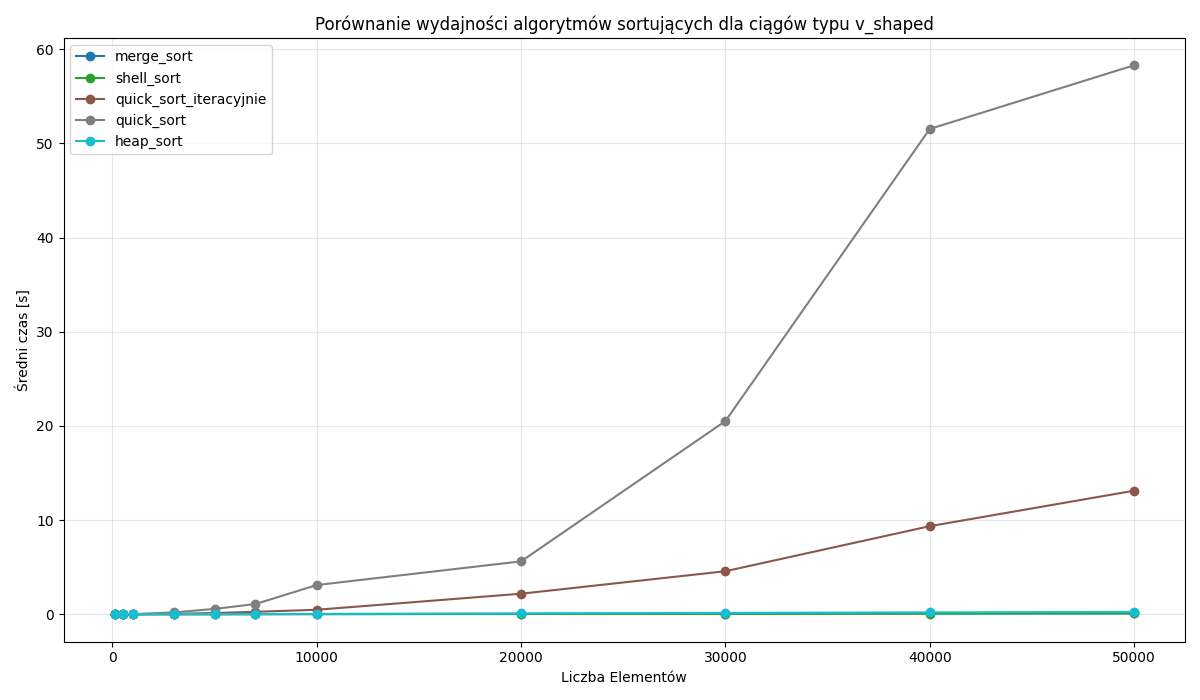 Porównanie wydajności algorytmów sortujących dla ciągów typu v_shaped
merge_sort
shell_sort
quick_sort_iteracyjnie
quick_sort
heap_sort
60
50
40
30
20
10
0
Średni czas [s]
0 10000 20000 30000 40000 50000
Liczba Elementów